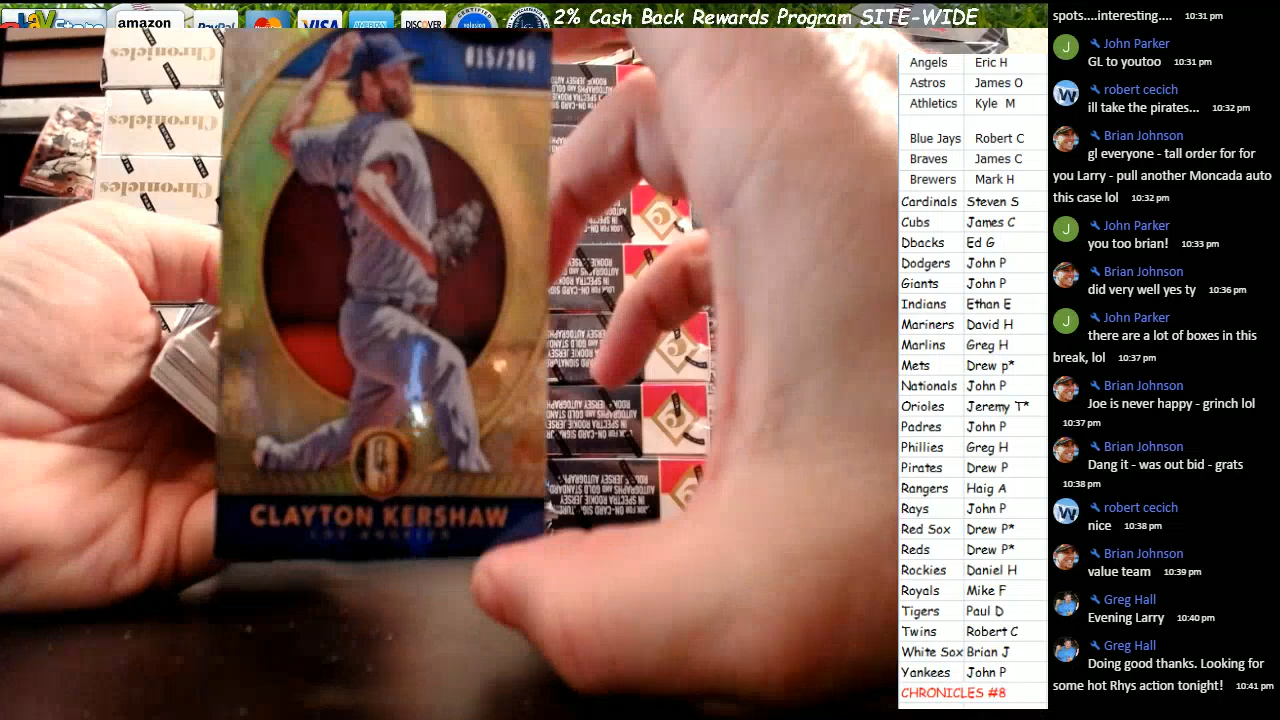 2% Cash Back Rewards Program SITE-WIDE
amazon
PayPal
VISA
AMERICAN
DISCOVER
CERTIFIED
Chronicles
Chronicles
Chronicles
015/269
CLAYTON KERSHAW
LOS ANGELES
Angels Eric H
Astros James O
Athletics Kyle M
Blue Jays Robert C
Braves James C
Brewers Mark H
Cardinals Steven S
Cubs James C
Dbacks Ed G
Dodgers John P
Giants John P
Indians Ethan E
Mariners David H
Marlins Greg H
Mets Drew p*
Nationals John P
Orioles Jeremy T*
Padres John P
Phillies Greg H
Pirates Drew P
Rangers Haig A
Rays John P
Red Sox Drew P*
Reds Drew P*
Rockies Daniel H
Royals Mike F
Tigers Paul D
Twins Robert C
White Sox Brian J
Yankees John P
CHRONICLES #8
spots....interesting.... 10:31 pm
J John Parker
GL to youtoo 10:31 pm
robert cecich
ill take the pirates... 10:32 pm
Brian Johnson
gl everyone - tall order for for
you Larry - pull another Moncada auto
this case lol 10:32 pm
J John Parker
you too brian! 10:33 pm
Brian Johnson
did very well yes ty 10:36 pm
J John Parker
there are a lot of boxes in this
break, lol 10:37 pm
Brian Johnson
Joe is never happy - grinch lol
10:37 pm
Brian Johnson
Dang it - was out bid - grats
10:38 pm
robert cecich
nice 10:38 pm
Brian Johnson
value team 10:39 pm
Greg Hall
Evening Larry 10:40 pm
Greg Hall
Doing good thanks. Looking for
some hot Rhys action tonight! 10:41 pm